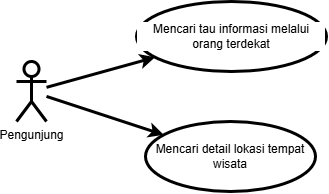 Mencari tau informasi melalui
orang terdekat
Pengunjung
Mencari detail lokasi tempat
wisata